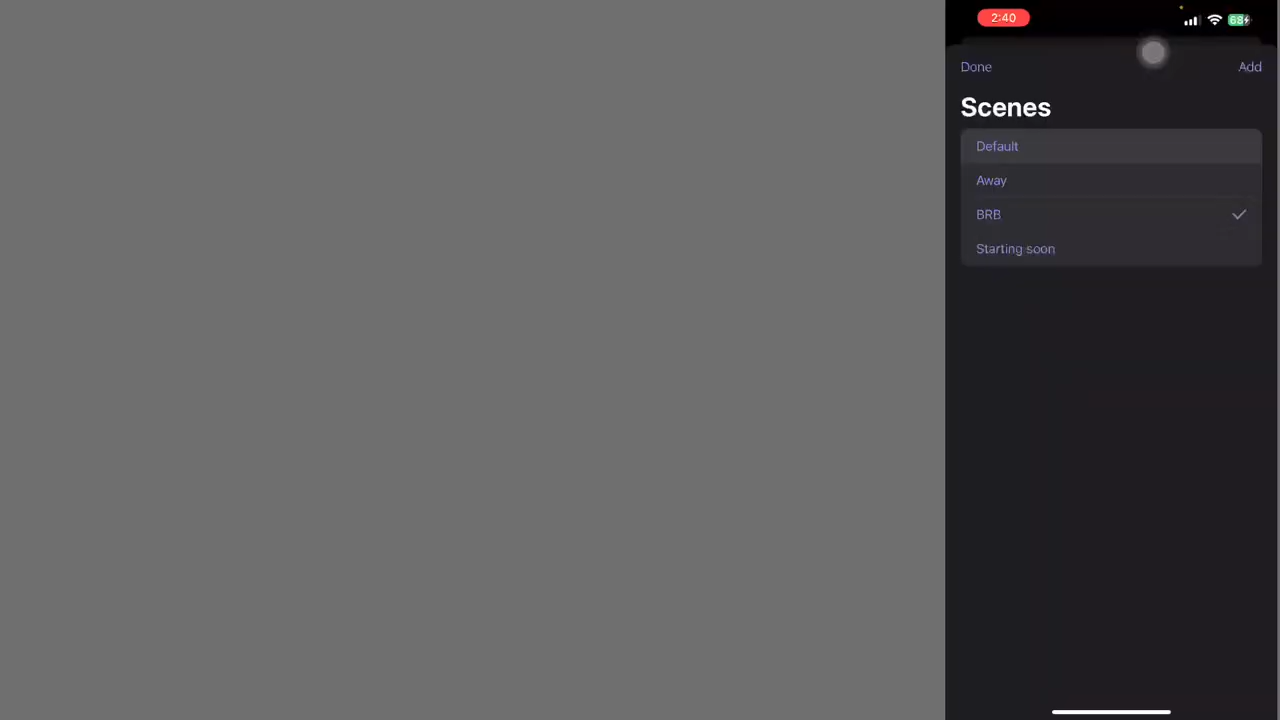 2:40
68
Done
Add
Scenes
Default
Away
BRB
Starting soon